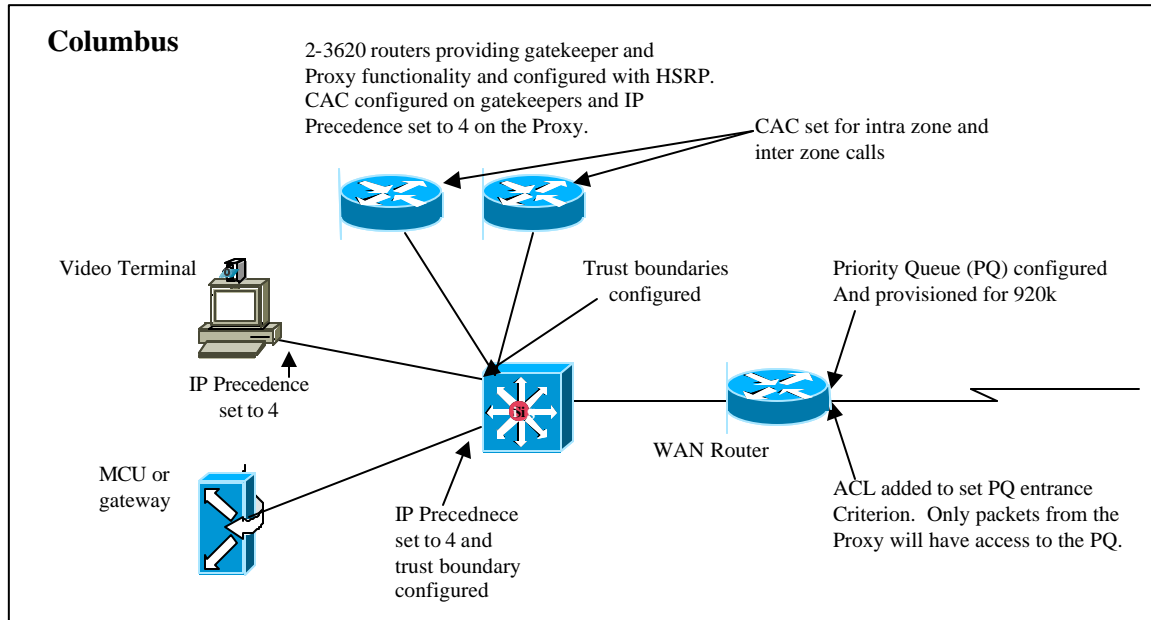 Columbus
2-3620 routers providing gatekeeper and
Proxy functionality and configured with HSRP.
CAC configured on gatekeepers and IP
Precedence set to 4 on the Proxy.
CAC set for intra zone and
inter zone calls
Video Terminal
Trust boundaries
configured
Priority Queue (PQ) configured
And provisioned for 920k
IP Precedence
set to 4
Si
WAN Router
MCU or
gateway
IP Precednece
set to 4 and
trust boundary
configured
ACL added to set PQ entrance
Criterion.  Only packets from the
Proxy will have access to the PQ.